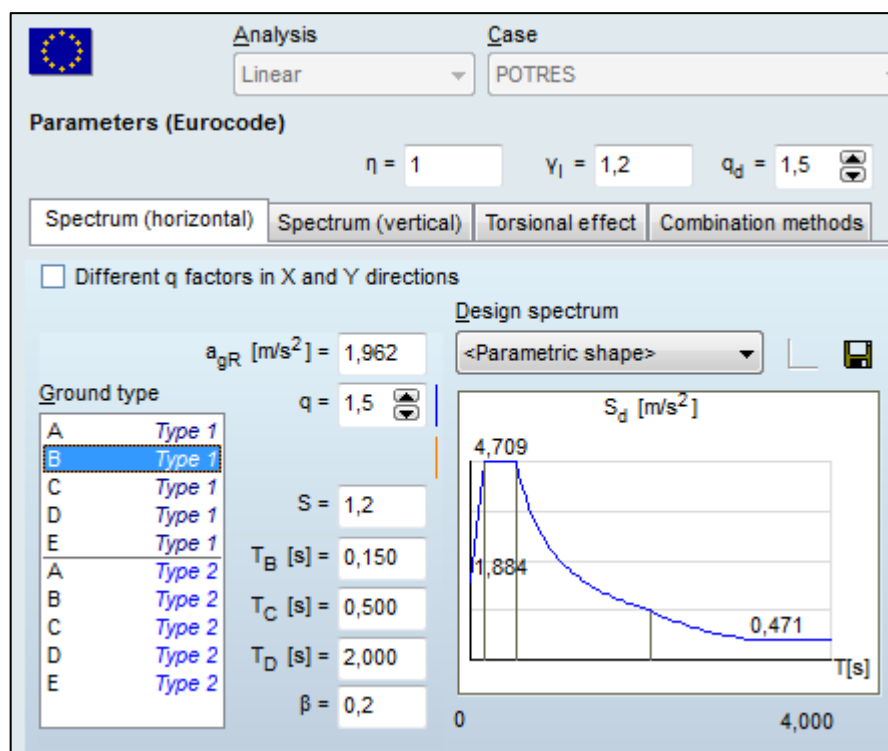 Analysis Case
Linear POTRES
Parameters (Eurocode)
η = 1 γI = 1,2 qd = 1,5
Spectrum (horizontal) Spectrum (vertical) Torsional effect Combination methods
Different q factors in X and Y directions
Design spectrum
agR [m/s²] = 1,962 <Parametric shape>
Ground type q = 1,5 Sd [m/s²]
A Type 1
B Type 1 4,709
C Type 1 S = 1,2
D Type 1
E Type 1 TB [s] = 0,150 1,884
A Type 2
B Type 2 TC [s] = 0,500
C Type 2 0,471
D Type 2 TD [s] = 2,000 T[s]
E Type 2
β = 0,2 0 4,000